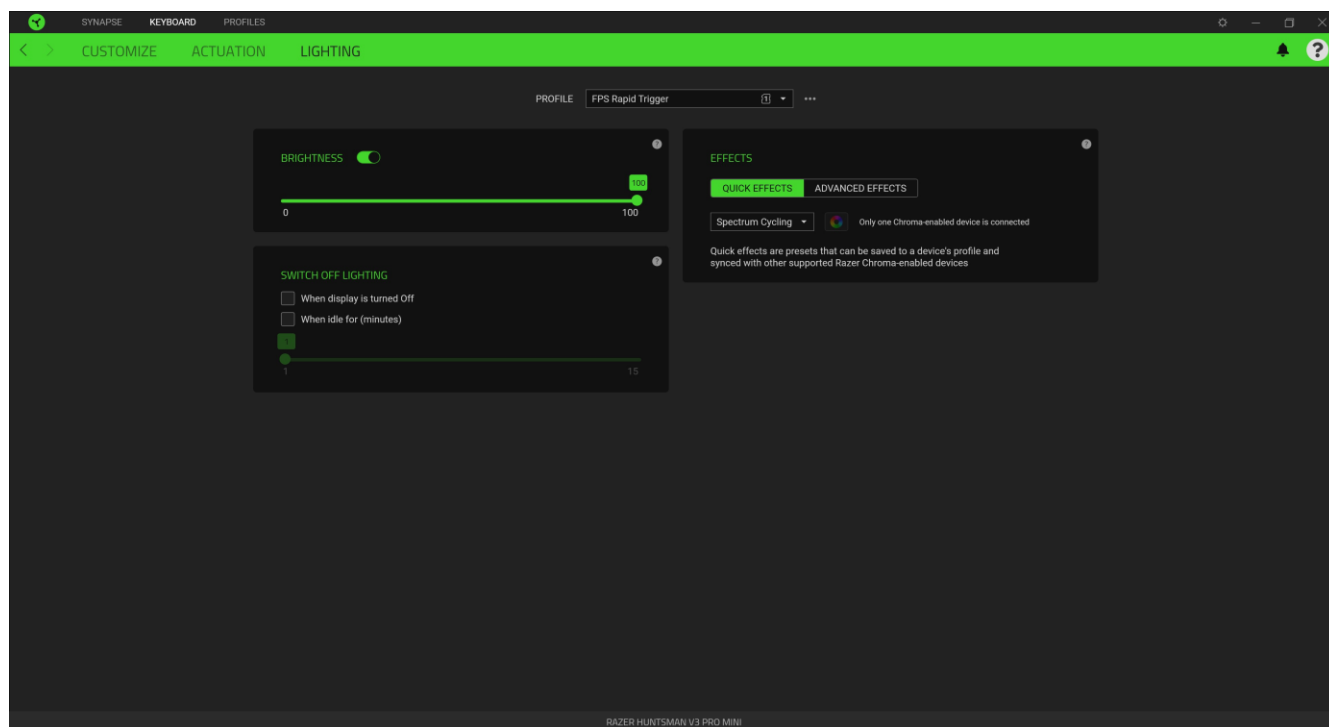 SYNAPSE KEYBOARD PROFILES
CUSTOMIZE ACTUATION LIGHTING
?
PROFILE FPS Rapid Trigger 1
BRIGHTNESS ?
100
0 100
SWITCH OFF LIGHTING ?
When display is turned Off
When idle for (minutes)
1
1 15
EFFECTS ?
QUICK EFFECTS ADVANCED EFFECTS
Spectrum Cycling Only one Chroma-enabled device is connected
Quick effects are presets that can be saved to a device's profile and
synced with other supported Razer Chroma-enabled devices
RAZER HUNTSMAN V3 PRO MINI